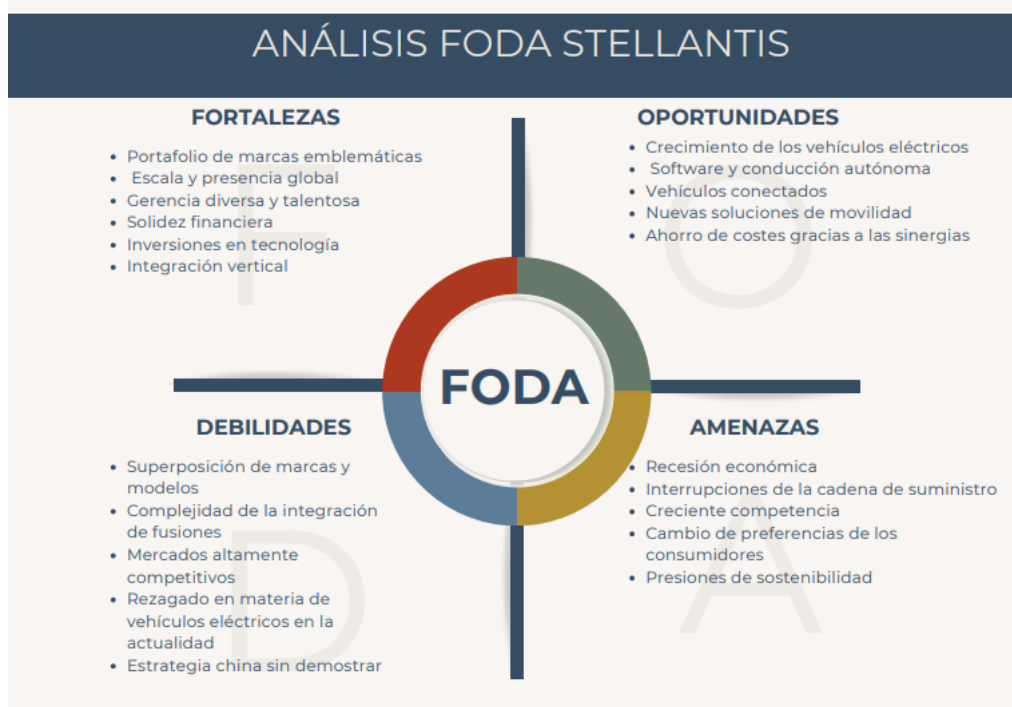 ANÁLISIS FODA STELLANTIS
FORTALEZAS
• Portafolio de marcas emblemáticas
• Escala y presencia global
• Gerencia diversa y talentosa
• Solidez financiera
• Inversiones en tecnología
• Integración vertical
F
OPORTUNIDADES
• Crecimiento de los vehículos eléctricos
• Software y conducción autónoma
• Vehículos conectados
• Nuevas soluciones de movilidad
• Ahorro de costes gracias a las sinergias
O
FODA
DEBILIDADES
• Superposición de marcas y
modelos
• Complejidad de la integración
de fusiones
• Mercados altamente
competitivos
• Rezagado en materia de
vehículos eléctricos en la
actualidad
• Estrategia china sin demostrar
D
AMENAZAS
• Recesión económica
• Interrupciones de la cadena de suministro
• Creciente competencia
• Cambio de preferencias de los
consumidores
• Presiones de sostenibilidad
A